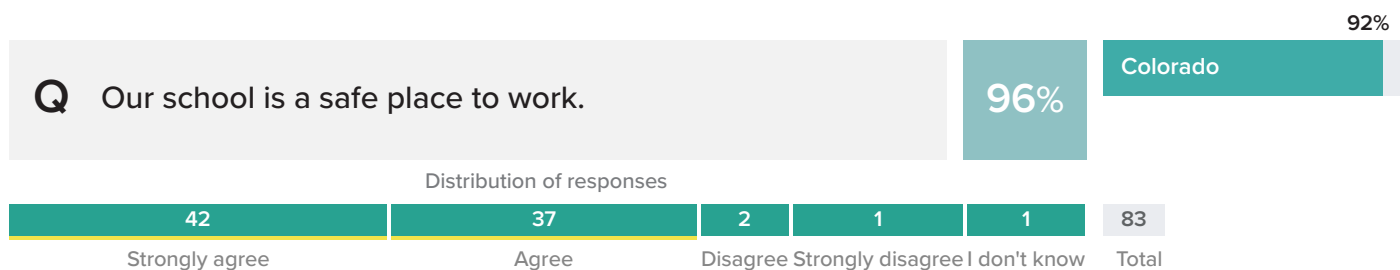 92%
Q Our school is a safe place to work.
96%
Colorado
Distribution of responses
42 37 2 1 1 83
Strongly agree Agree Disagree Strongly disagree I don't know Total